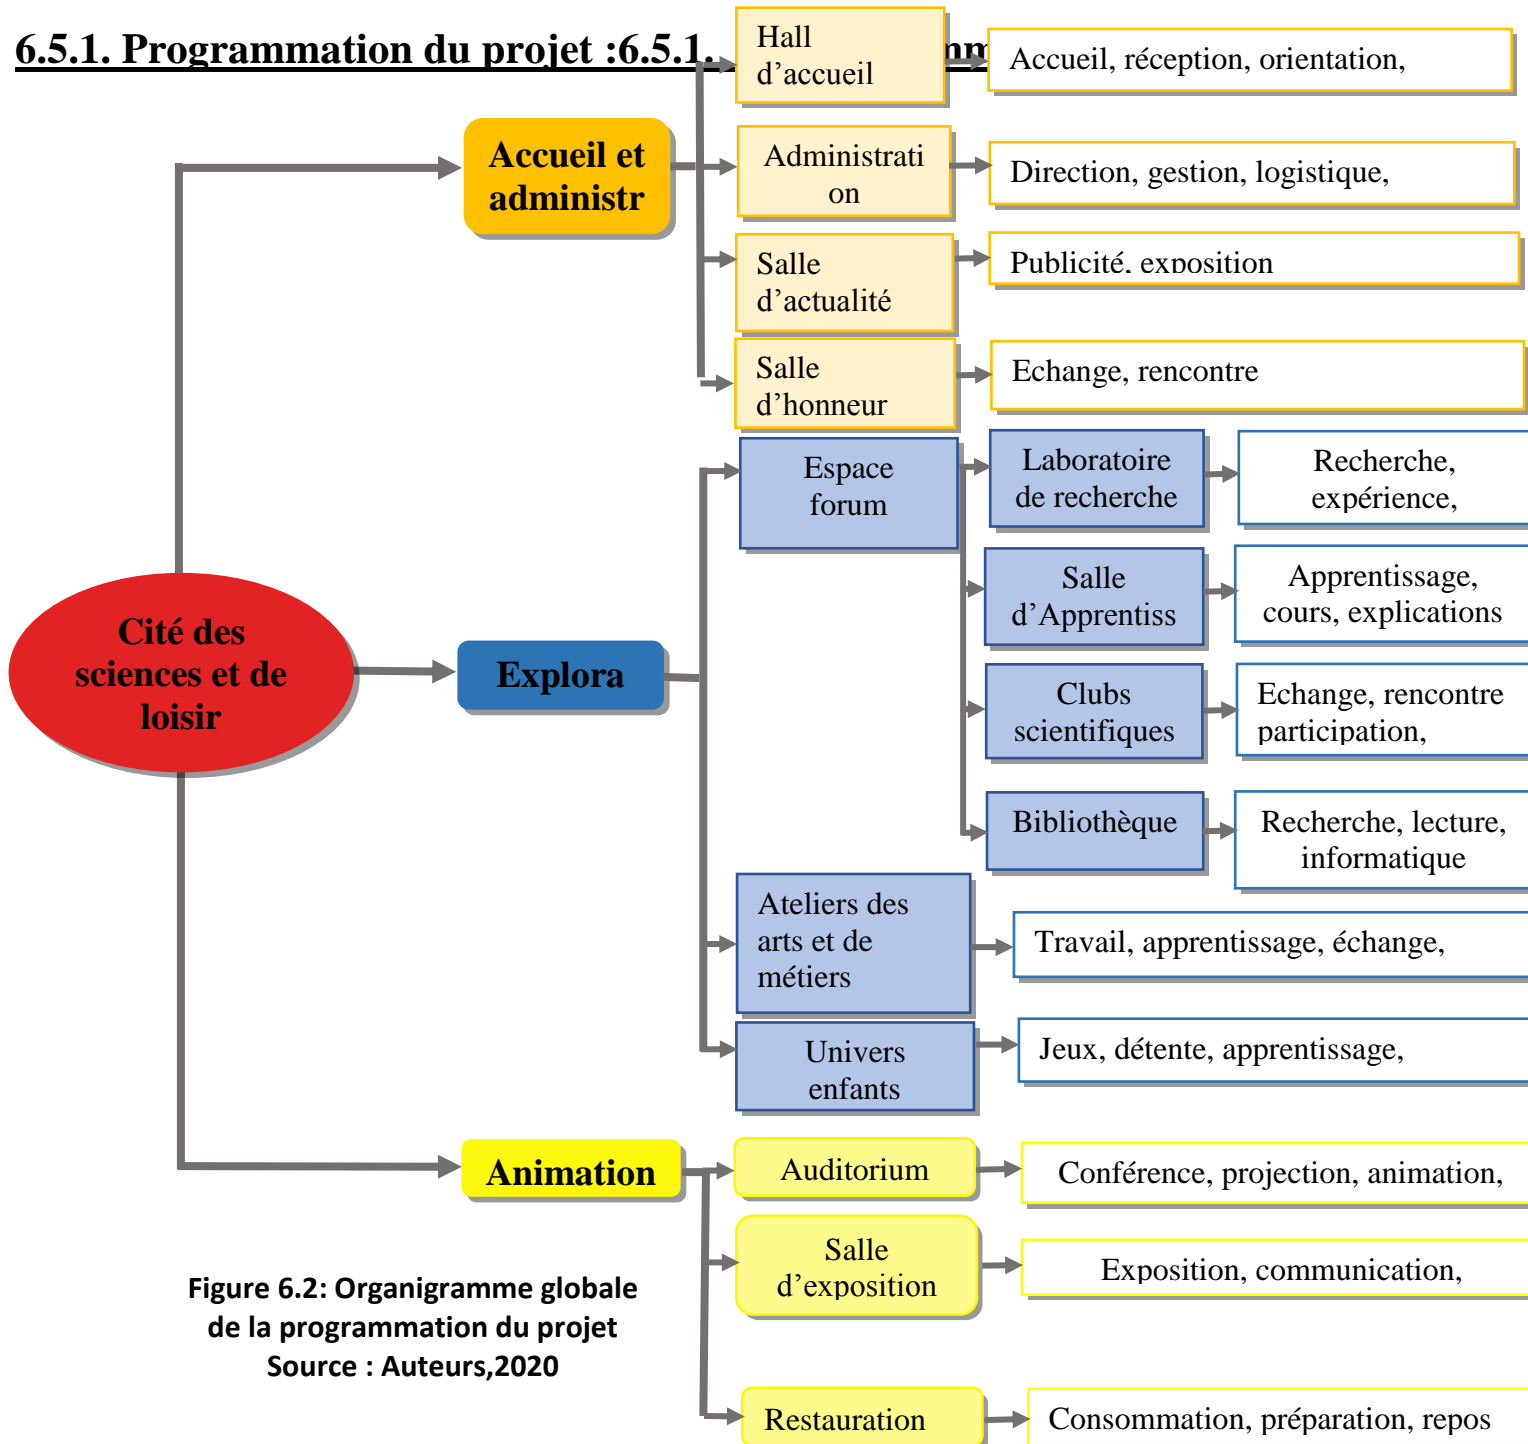 6.5.1. Programmation du projet :6.5.1.
Hall
d’accueil
Accueil, réception, orientation,
Accueil et
administr
Administrati
on
Direction, gestion, logistique,
Salle
d’actualité
Publicité, exposition
Salle
d’honneur
Echange, rencontre
Cité des
sciences et de
loisir
Explora
Espace
forum
Laboratoire
de recherche
Recherche,
expérience,
Salle
d’Apprentiss
Apprentissage,
cours, explications
Clubs
scientifiques
Echange, rencontre
participation,
Bibliothèque
Recherche, lecture,
informatique
Ateliers des
arts et de
métiers
Travail, apprentissage, échange,
Univers
enfants
Jeux, détente, apprentissage,
Animation
Auditorium
Conférence, projection, animation,
Salle
d’exposition
Exposition, communication,
Restauration
Consommation, préparation, repos
Figure 6.2: Organigramme globale
de la programmation du projet
Source : Auteurs,2020